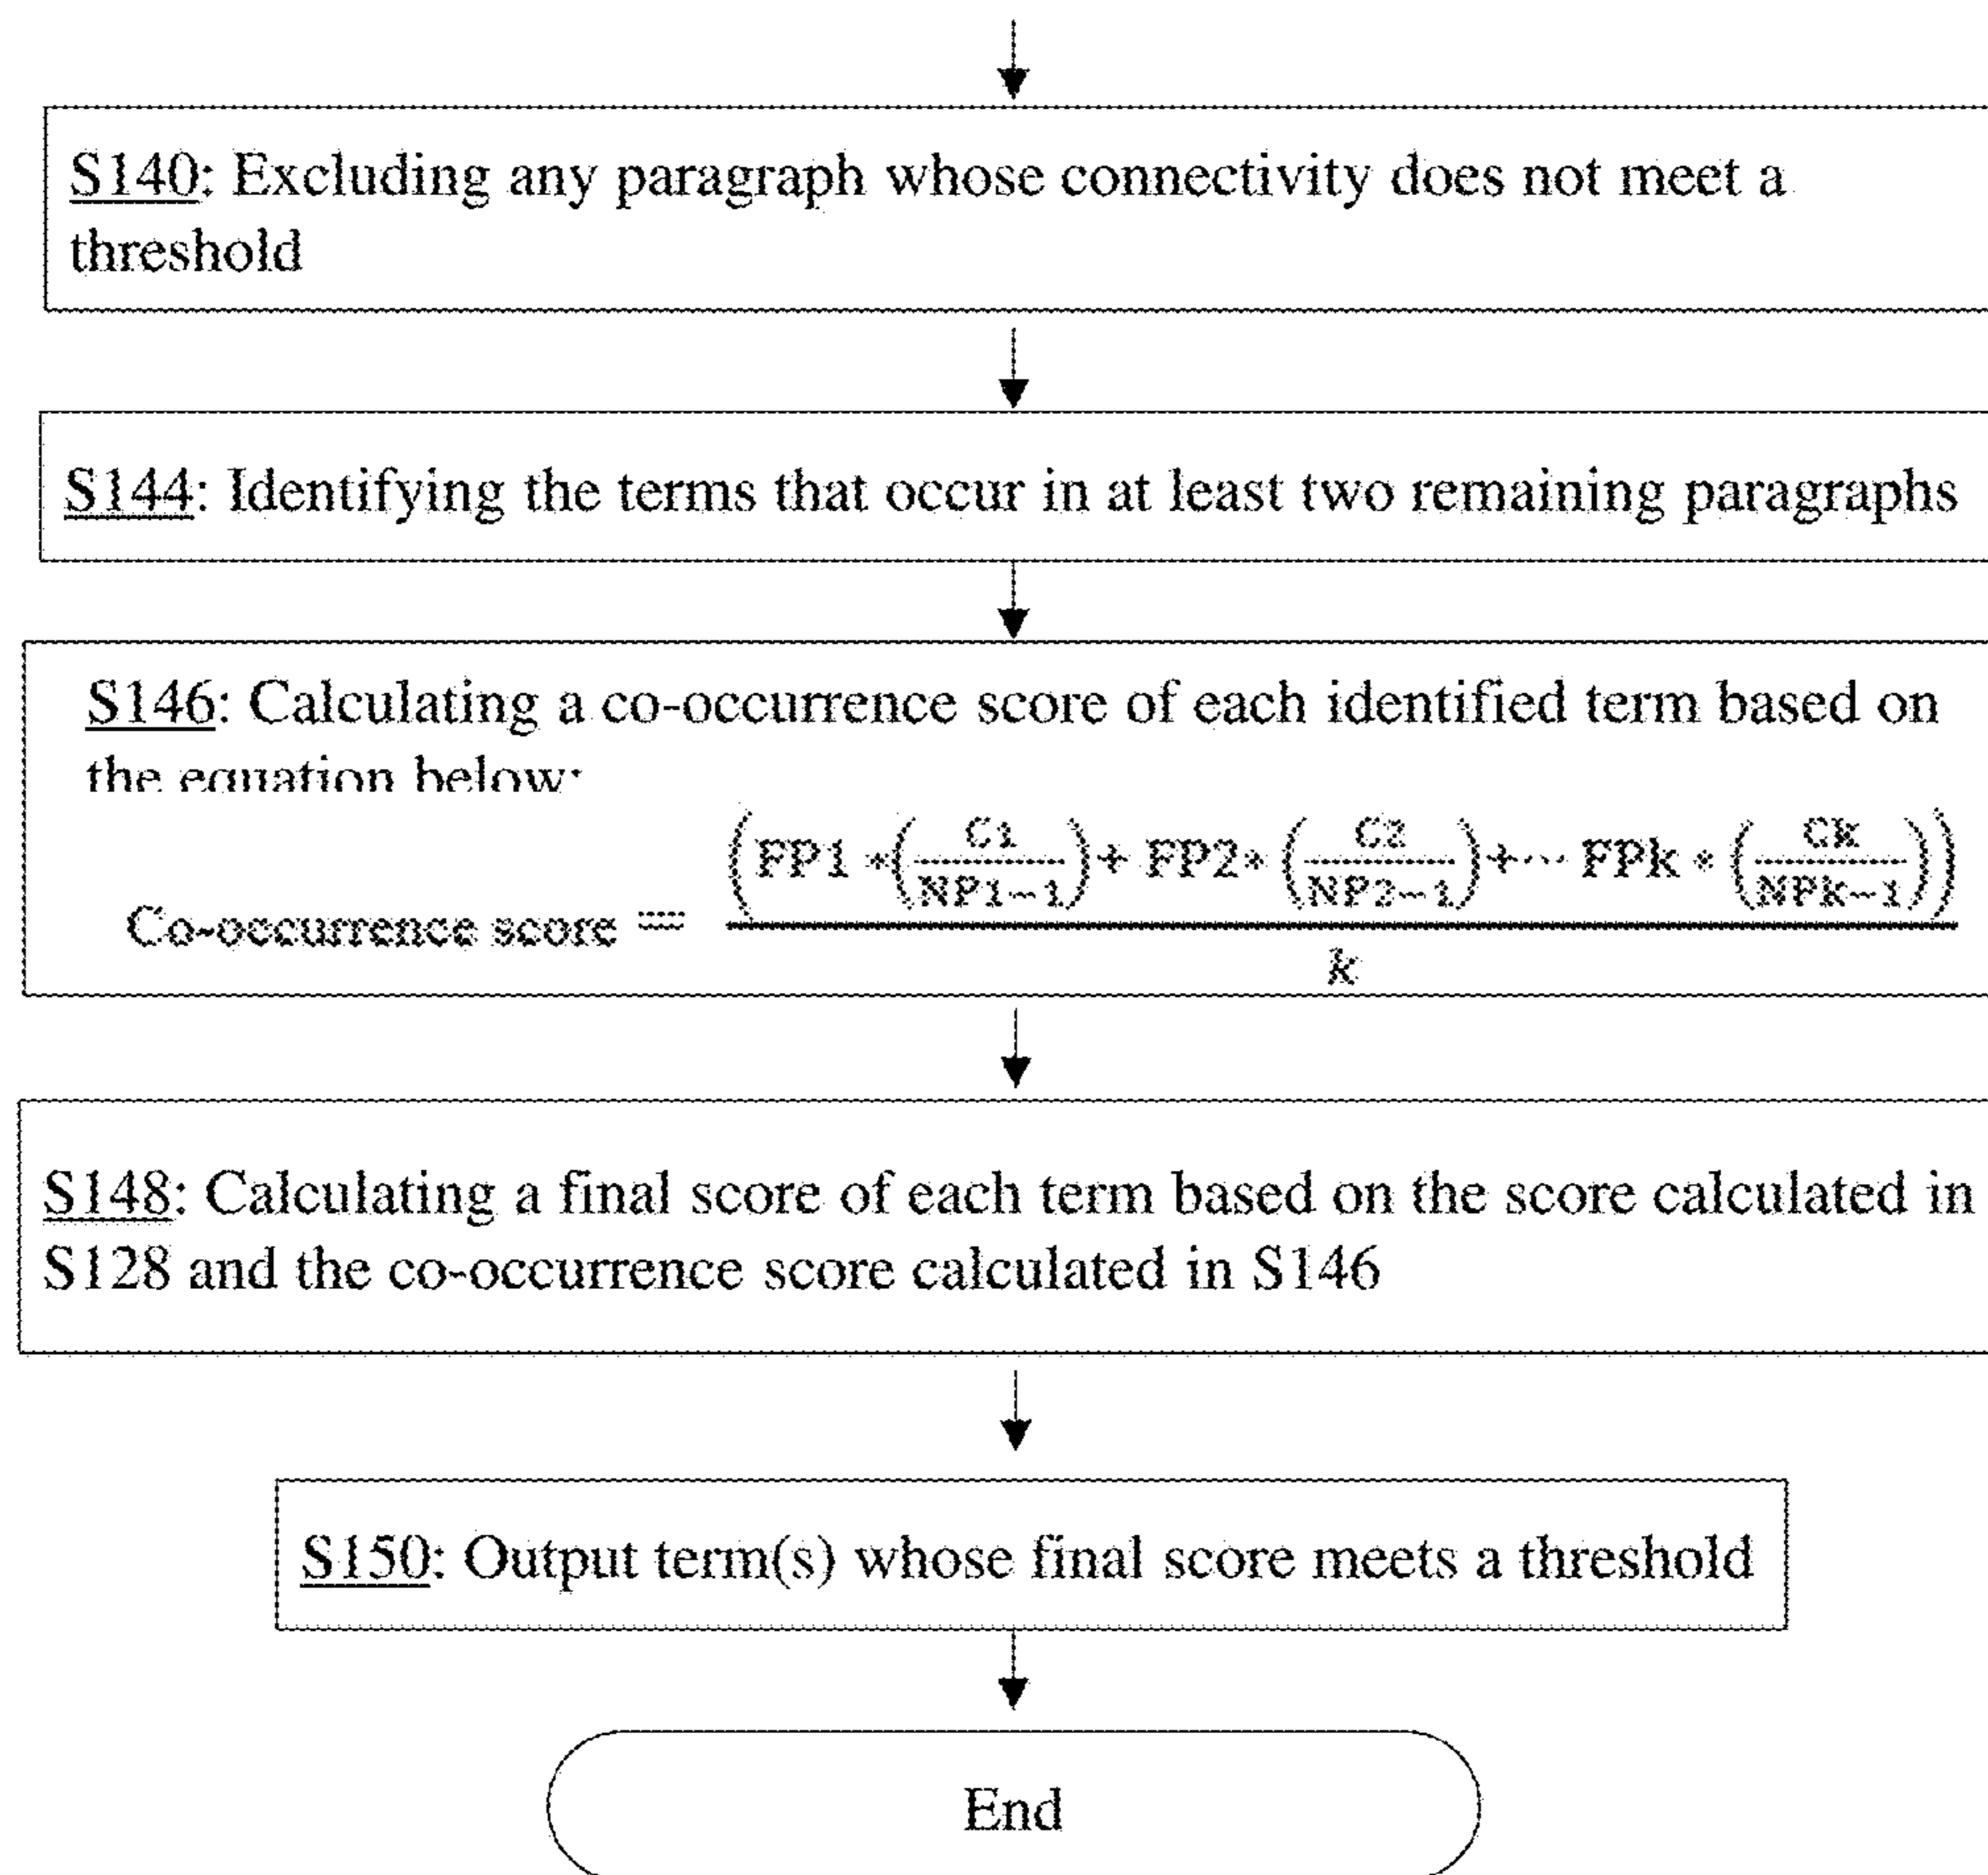 S140: Excluding any paragraph whose connectivity does not meet a
threshold
S144: Identifying the terms that occur in at least two remaining paragraphs
S146: Calculating a co-occurrence score of each identified term based on
the equation below:
Co-occurrence score = (FP1 *(C1/NP1-1)+ FP2* (C2/NP2-1)+··· FPk * (Ck/NPk-1))/k
S148: Calculating a final score of each term based on the score calculated in
S128 and the co-occurrence score calculated in S146
S150: Output term(s) whose final score meets a threshold
End